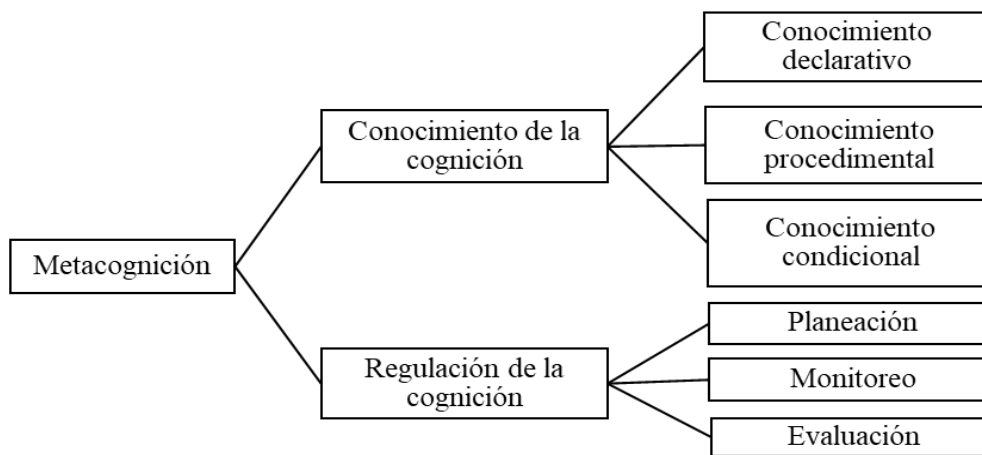 Metacognición
Conocimiento de la
cognición
Conocimiento
declarativo
Conocimiento
procedimental
Conocimiento
condicional
Regulación de la
cognición
Planeación
Monitoreo
Evaluación